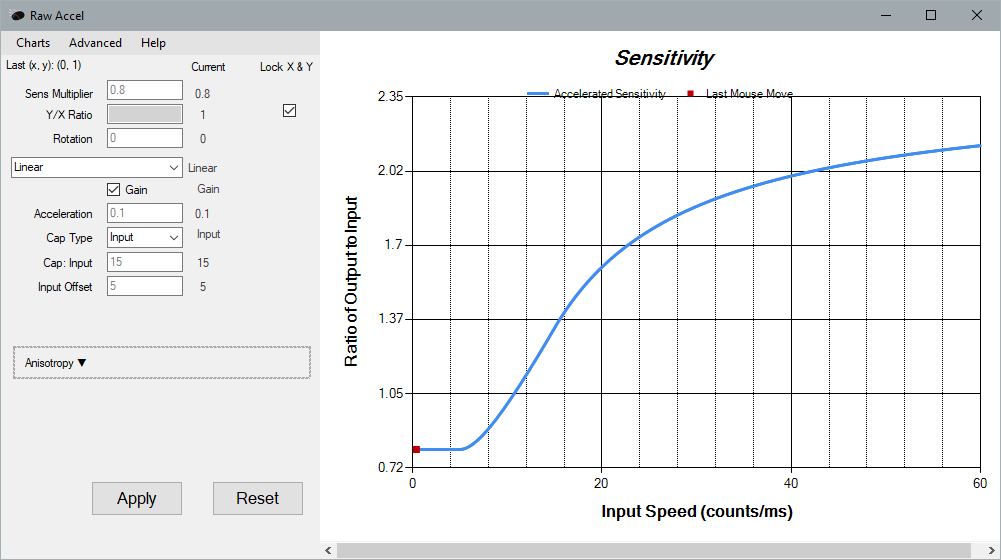 Raw Accel
Charts Advanced Help
Last (x, y): (0, 1)
Current
Lock X & Y
Sens Multiplier 0.8 0.8
Y/X Ratio 1
Rotation 0 0
Linear Linear
Gain Gain
Acceleration 0.1 0.1
Cap Type Input Input
Cap: Input 15 15
Input Offset 5 5
Anisotropy ▼
Apply Reset
Sensitivity
Accelerated Sensitivity Last Mouse Move
Ratio of Output to Input
2.35
2.02
1.7
1.37
1.05
0.72
0 20 40 60
Input Speed (counts/ms)